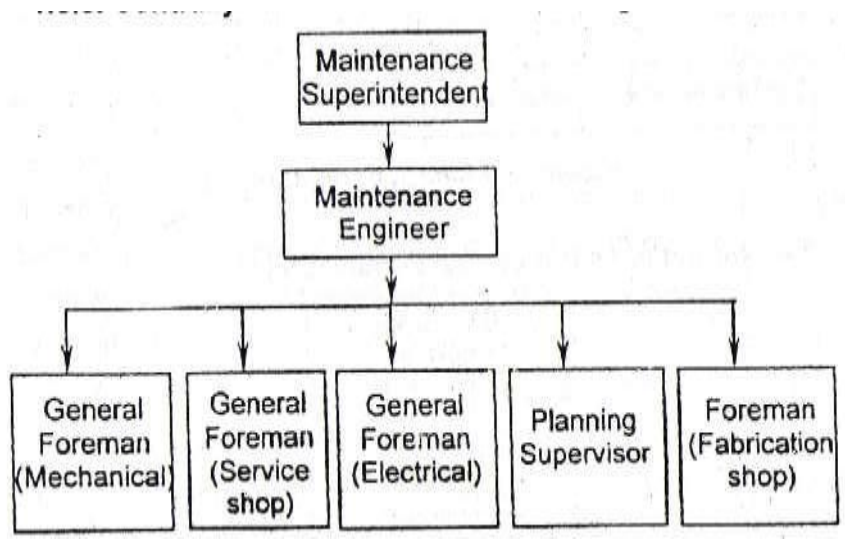 Maintenance
Superintendent
Maintenance
Engineer
General
Foreman
(Mechanical)
General
Foreman
(Service
shop)
General
Foreman
(Electrical)
Planning
Supervisor
Foreman
(Fabrication
shop)